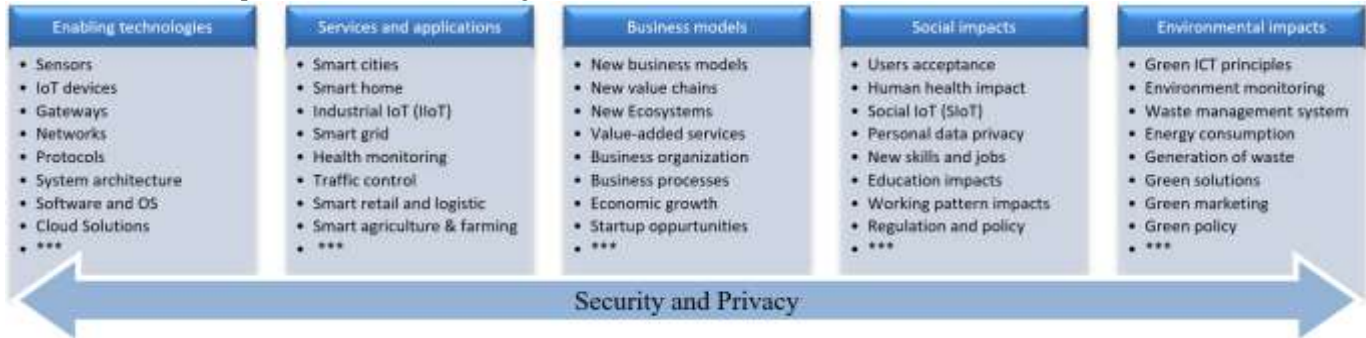 Enabling technologies
• Sensors
• IoT devices
• Gateways
• Networks
• Protocols
• System architecture
• Software and OS
• Cloud Solutions
• ***
Services and applications
• Smart cities
• Smart home
• Industrial IoT (IIoT)
• Smart grid
• Health monitoring
• Traffic control
• Smart retail and logistic
• Smart agriculture & farming
• ***
Business models
• New business models
• New value chains
• New Ecosystems
• Value-added services
• Business organization
• Business processes
• Economic growth
• Startup oppurtunities
• ***
Social impacts
• Users acceptance
• Human health impact
• Social IoT (SIoT)
• Personal data privacy
• New skills and jobs
• Education impacts
• Working pattern impacts
• Regulation and policy
• ***
Environmental impacts
• Green ICT principles
• Environment monitoring
• Waste management system
• Energy consumption
• Generation of waste
• Green solutions
• Green marketing
• Green policy
• ***
Security and Privacy